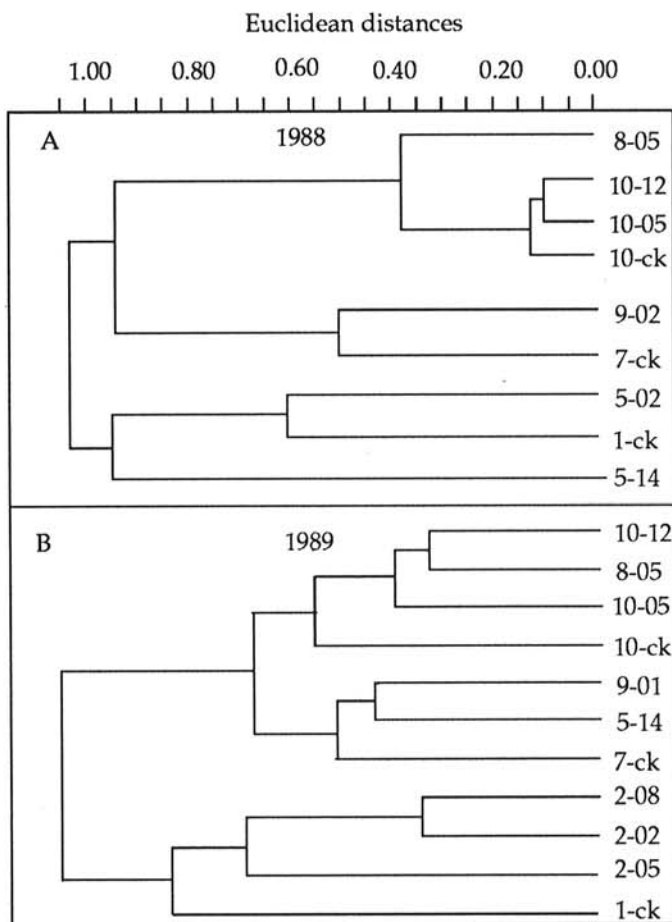 Euclidean distances
1.00 0.80 0.60 0.40 0.20 0.00
A 1988
8-05
10-12
10-05
10-ck
9-02
7-ck
5-02
1-ck
5-14
B 1989
10-12
8-05
10-05
10-ck
9-01
5-14
7-ck
2-08
2-02
2-05
1-ck